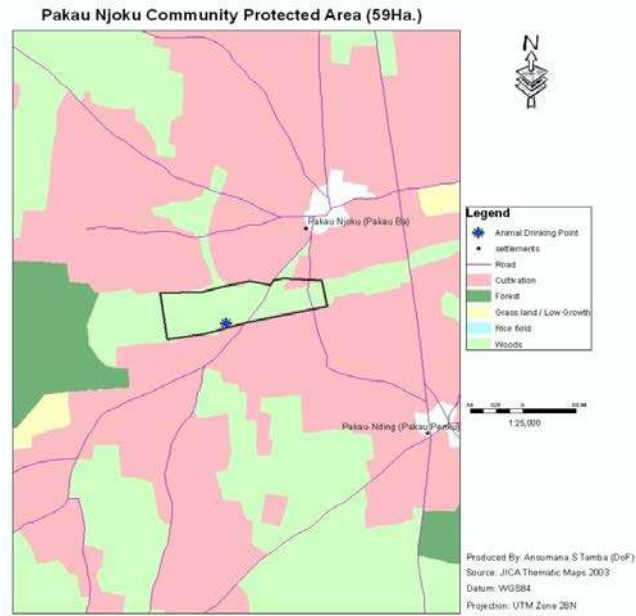 Pakau Njoku Community Protected Area (59Ha.)
N
Pakau Njoku (Pakau Ba)
Legend
Animal Drinking Point
settlements
Road
Cultivation
Forest
Grass land / Low Growth
Rice field
Woods
Pakau Nding (Pakau Penku)
1:25,000
Produced By: Ansumana S Tamba (DoF)
Source: JICA Thematic Maps 2003
Datum: WGS84
Projection: UTM Zone 28N